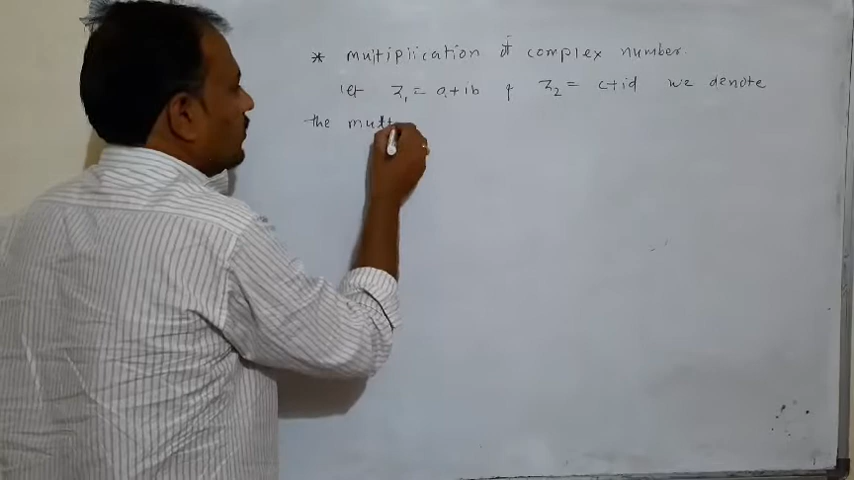 * multiplication of complex number.
let z₁ = a+ib & z₂ = c+id we denote
the mult